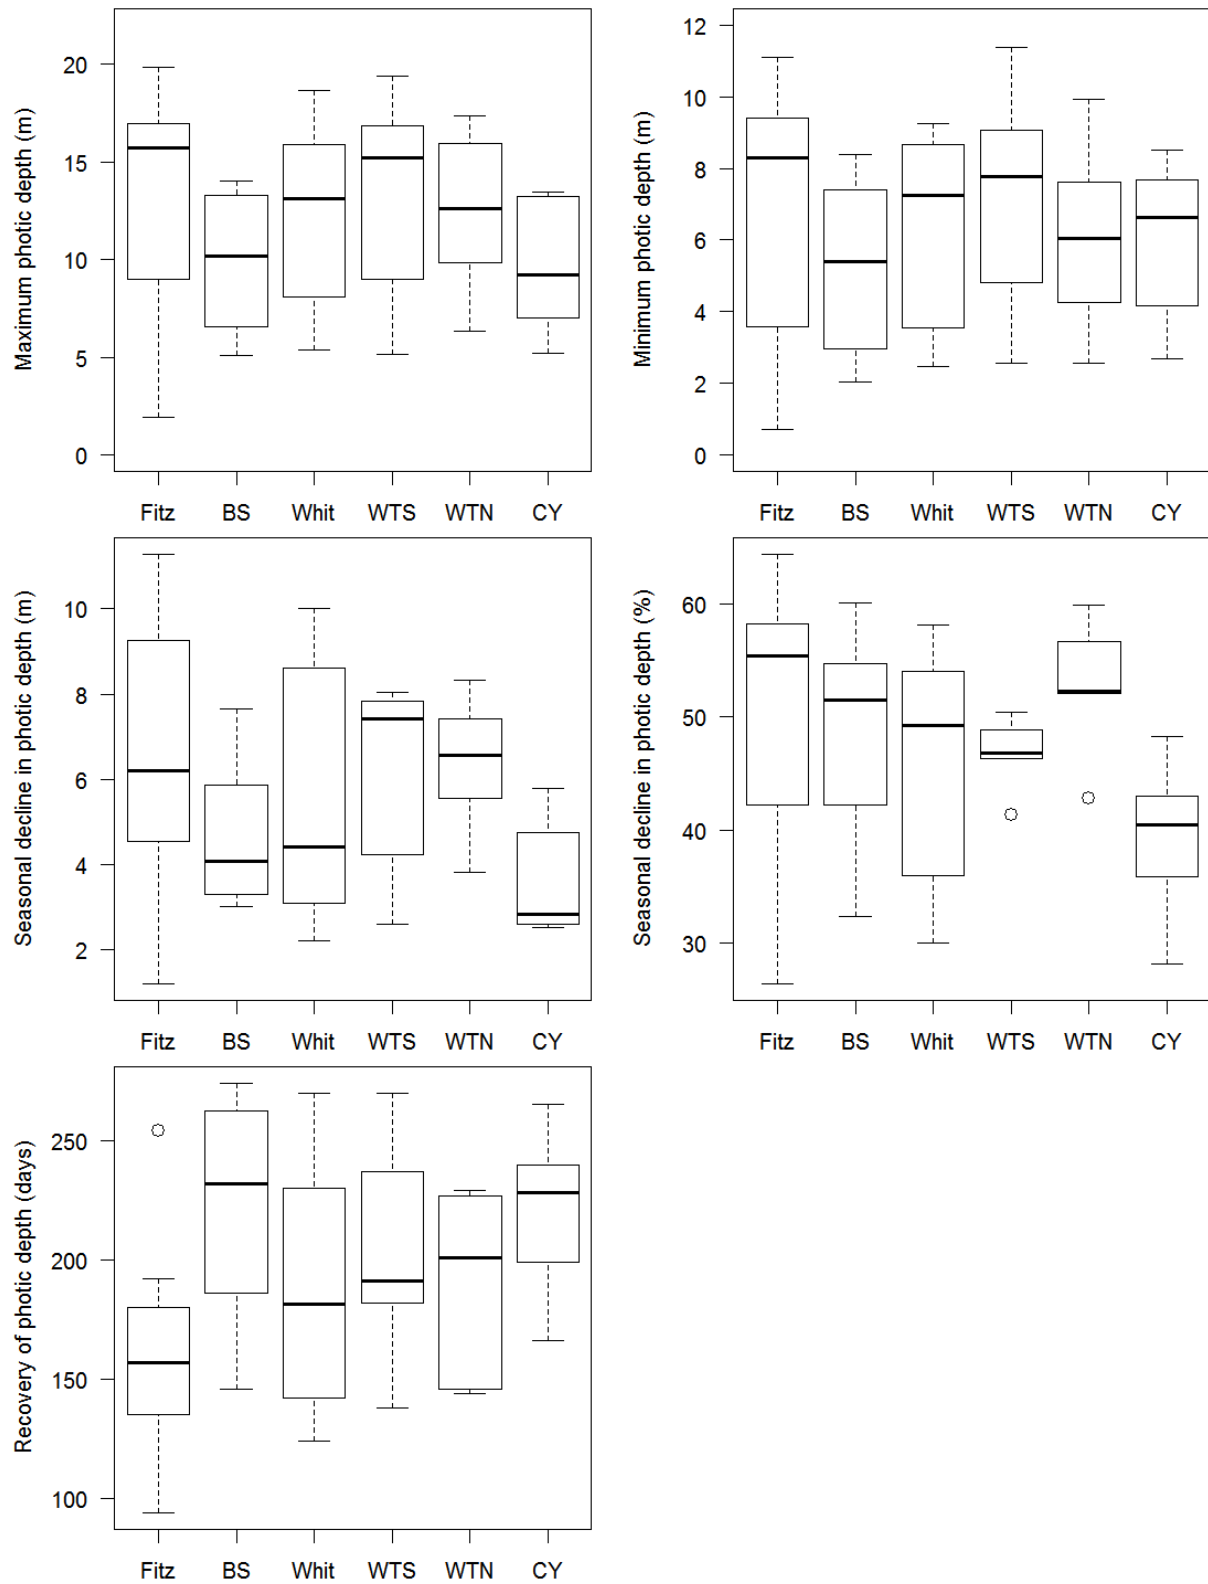 Maximum photic depth (m)
20
15
10
5
0
Fitz BS Whit WTS WTN CY
Minimum photic depth (m)
12
10
8
6
4
2
0
Fitz BS Whit WTS WTN CY
Seasonal decline in photic depth (m)
10
8
6
4
2
Fitz BS Whit WTS WTN CY
Seasonal decline in photic depth (%)
60
50
40
30
Fitz BS Whit WTS WTN CY
Recovery of photic depth (days)
250
200
150
100
Fitz BS Whit WTS WTN CY